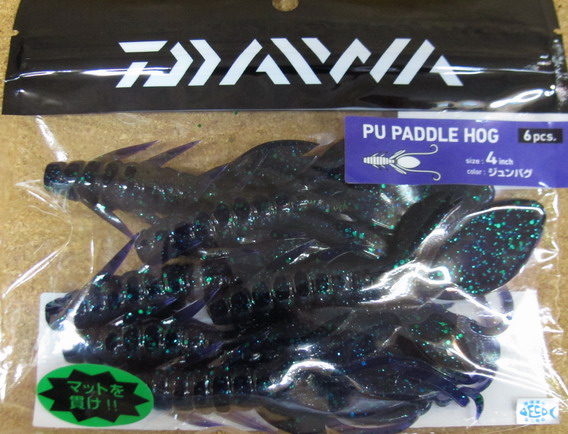 DAIWA
PU PADDLE HOG
6 pcs.
size : 4 inch
color : ジュンバグ
マットを
貫け!!
ECO